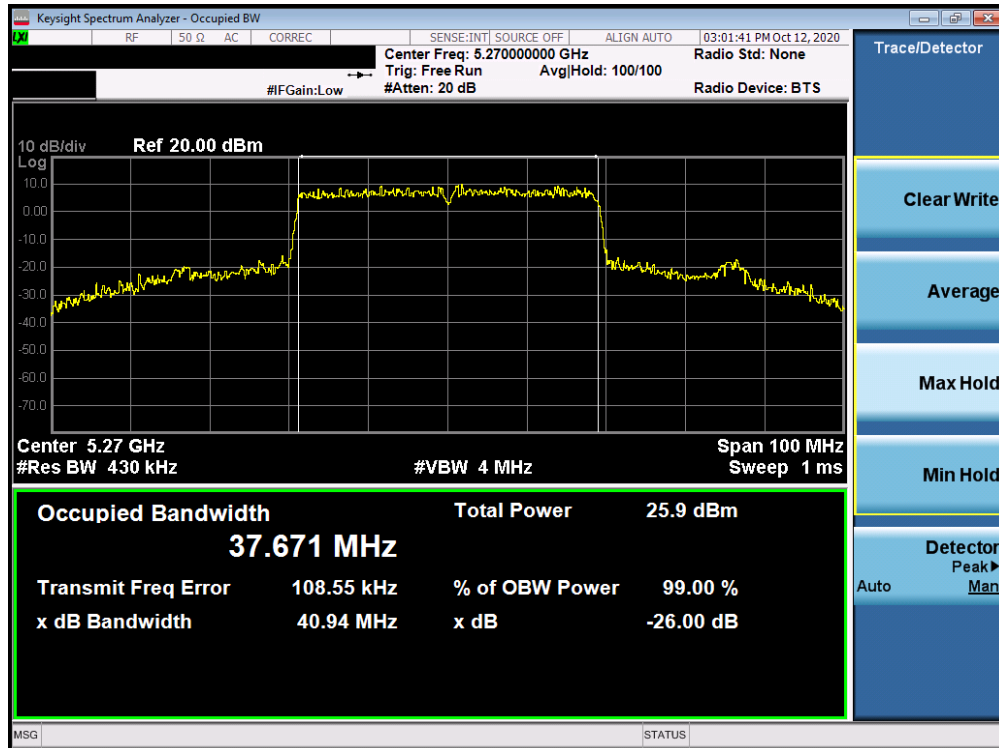 Keysight Spectrum Analyzer - Occupied BW
LXI RF 50 Ω AC CORREC SENSE:INT SOURCE OFF ALIGN AUTO 03:01:41 PM Oct 12, 2020
Center Freq: 5.270000000 GHz Radio Std: None
Trig: Free Run Avg|Hold: 100/100
#IFGain:Low #Atten: 20 dB Radio Device: BTS
10 dB/div Ref 20.00 dBm
Log
10.0
0.00
-10.0
-20.0
-30.0
-40.0
-50.0
-60.0
-70.0
Center 5.27 GHz Span 100 MHz
#Res BW 430 kHz #VBW 4 MHz Sweep 1 ms
Occupied Bandwidth Total Power 25.9 dBm
37.671 MHz
Transmit Freq Error 108.55 kHz % of OBW Power 99.00 %
x dB Bandwidth 40.94 MHz x dB -26.00 dB
Trace/Detector
Clear Write
Average
Max Hold
Min Hold
Detector
Peak▶
Auto Man
MSG STATUS